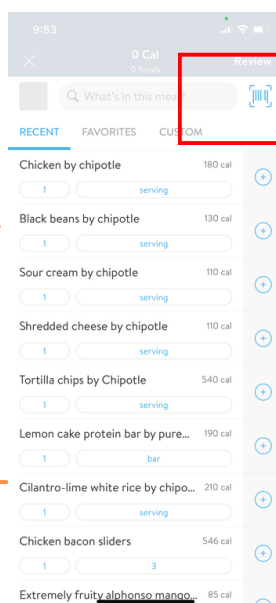 9:53
0 Cal
Review
0 foods
What's in this meal?
RECENT FAVORITES CUSTOM
Chicken by chipotle 180 cal
1 serving
Black beans by chipotle 130 cal
1 serving
Sour cream by chipotle 110 cal
1 serving
Shredded cheese by chipotle 110 cal
1 serving
Tortilla chips by Chipotle 540 cal
1 serving
Lemon cake protein bar by pure... 190 cal
1 bar
Cilantro-lime white rice by chipo... 210 cal
1 serving
Chicken bacon sliders 546 cal
1 3
Extremely fruity alphonso mango... 85 cal